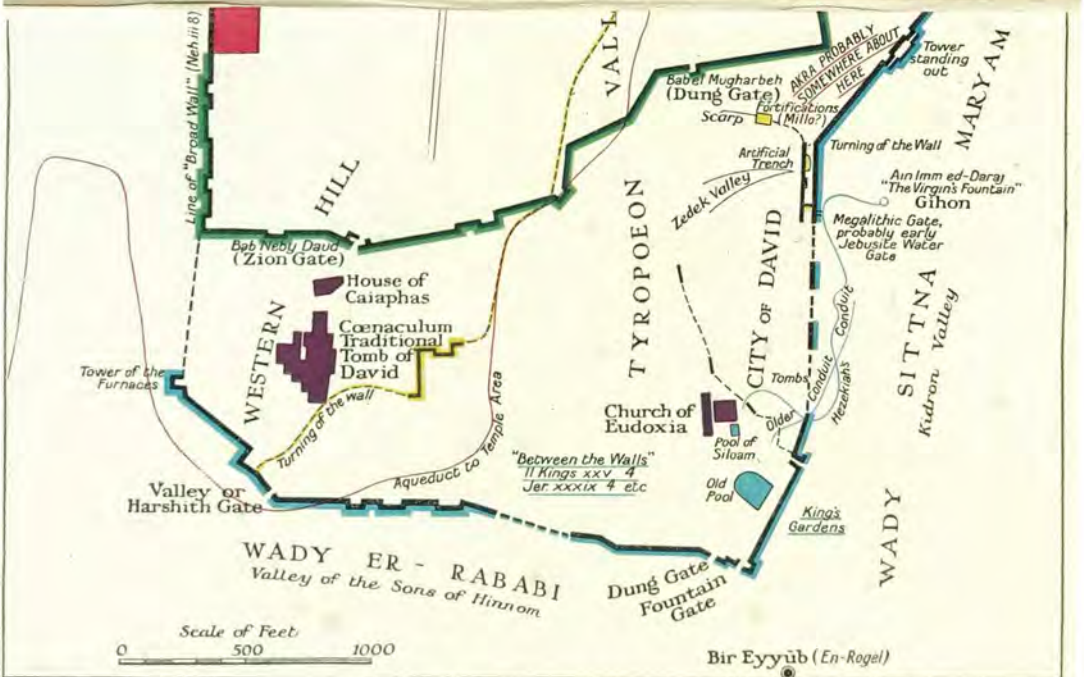 Line of "Broad Wall" (Neh iii 8)
HILL
VALL
AKRA PROBABLY
SOMEWHERE ABOUT
HERE
Tower
standing
out
MARYAM
Bab el Mugharbeh
(Dung Gate)
Fortifications
(Millo?)
Scarp
Artificial
Trench
Turning of the Wall
Zedek Valley
Ain Imm ed-Daraj
"The Virgin's Fountain"
Gihon
Megalithic Gate,
probably early
Jebusite Water
Gate
Bab Neby Daud
(Zion Gate)
House of
Caiaphas
WESTERN
Cœnaculum
Traditional
Tomb of
David
Tower of the
Furnaces
Turning of the wall
Aqueduct to Temple Area
TYROPOEON
CITY OF DAVID
Tombs
Older Conduit
Hezekiah's Conduit
SITTNA
Kidron Valley
WADY
Church of
Eudoxia
Pool of
Siloam
Old
Pool
"Between the Walls"
II Kings xxv 4
Jer. xxxix 4 etc
King's
Gardens
Valley or
Harshith Gate
WADY ER-RABABI
Valley of the Sons of Hinnom
Dung Gate
Fountain
Gate
Scale of Feet
0 500 1000
Bir Eyyūb (En-Rogel)